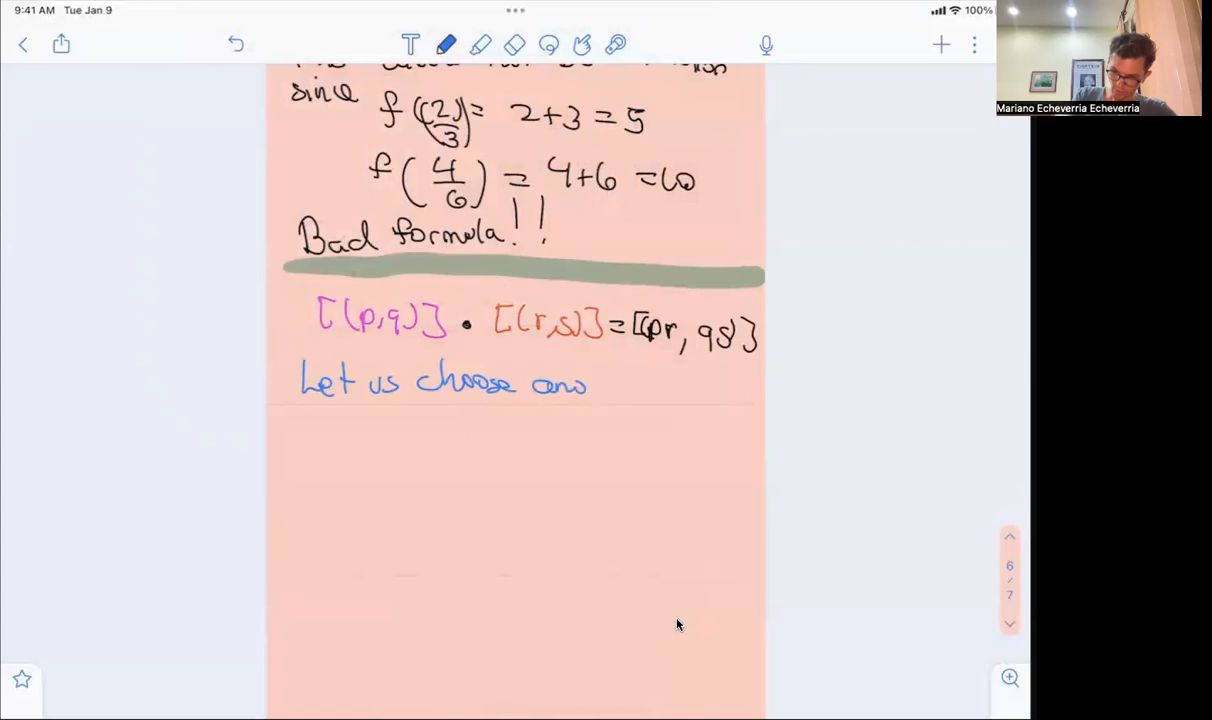 9:41 AM Tue Jan 9
100%
Mariano Echeverria Echeverria
since
f(2/3) = 2+3 = 5
f(4/6) = 4+6 = 10
Bad formula!!
[(p,q)] • [(r,s)] = [(pr, qs)]
Let us choose ano
6
/
7